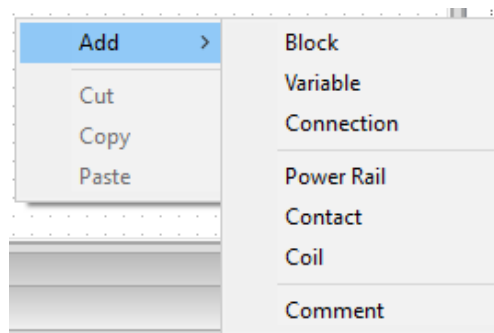 Add
Cut
Copy
Paste
Block
Variable
Connection
Power Rail
Contact
Coil
Comment